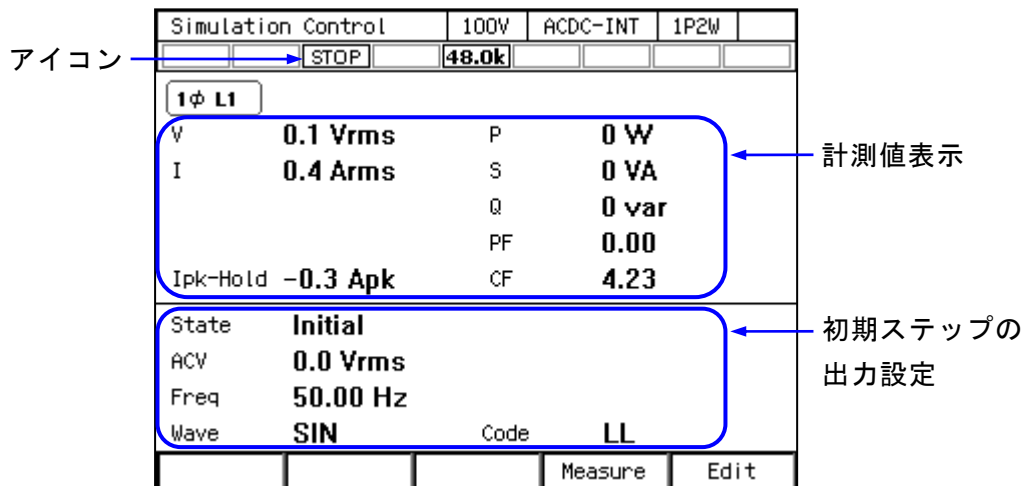 Simulation Control 100V ACDC-INT 1P2W
アイコン STOP 48.0k
1φ L1
V 0.1 Vrms P 0 W
計測値表示
I 0.4 Arms S 0 VA
Q 0 var
PF 0.00
Ipk-Hold -0.3 Apk CF 4.23
State Initial
初期ステップの
ACV 0.0 Vrms
出力設定
Freq 50.00 Hz
Wave SIN Code LL
Measure Edit